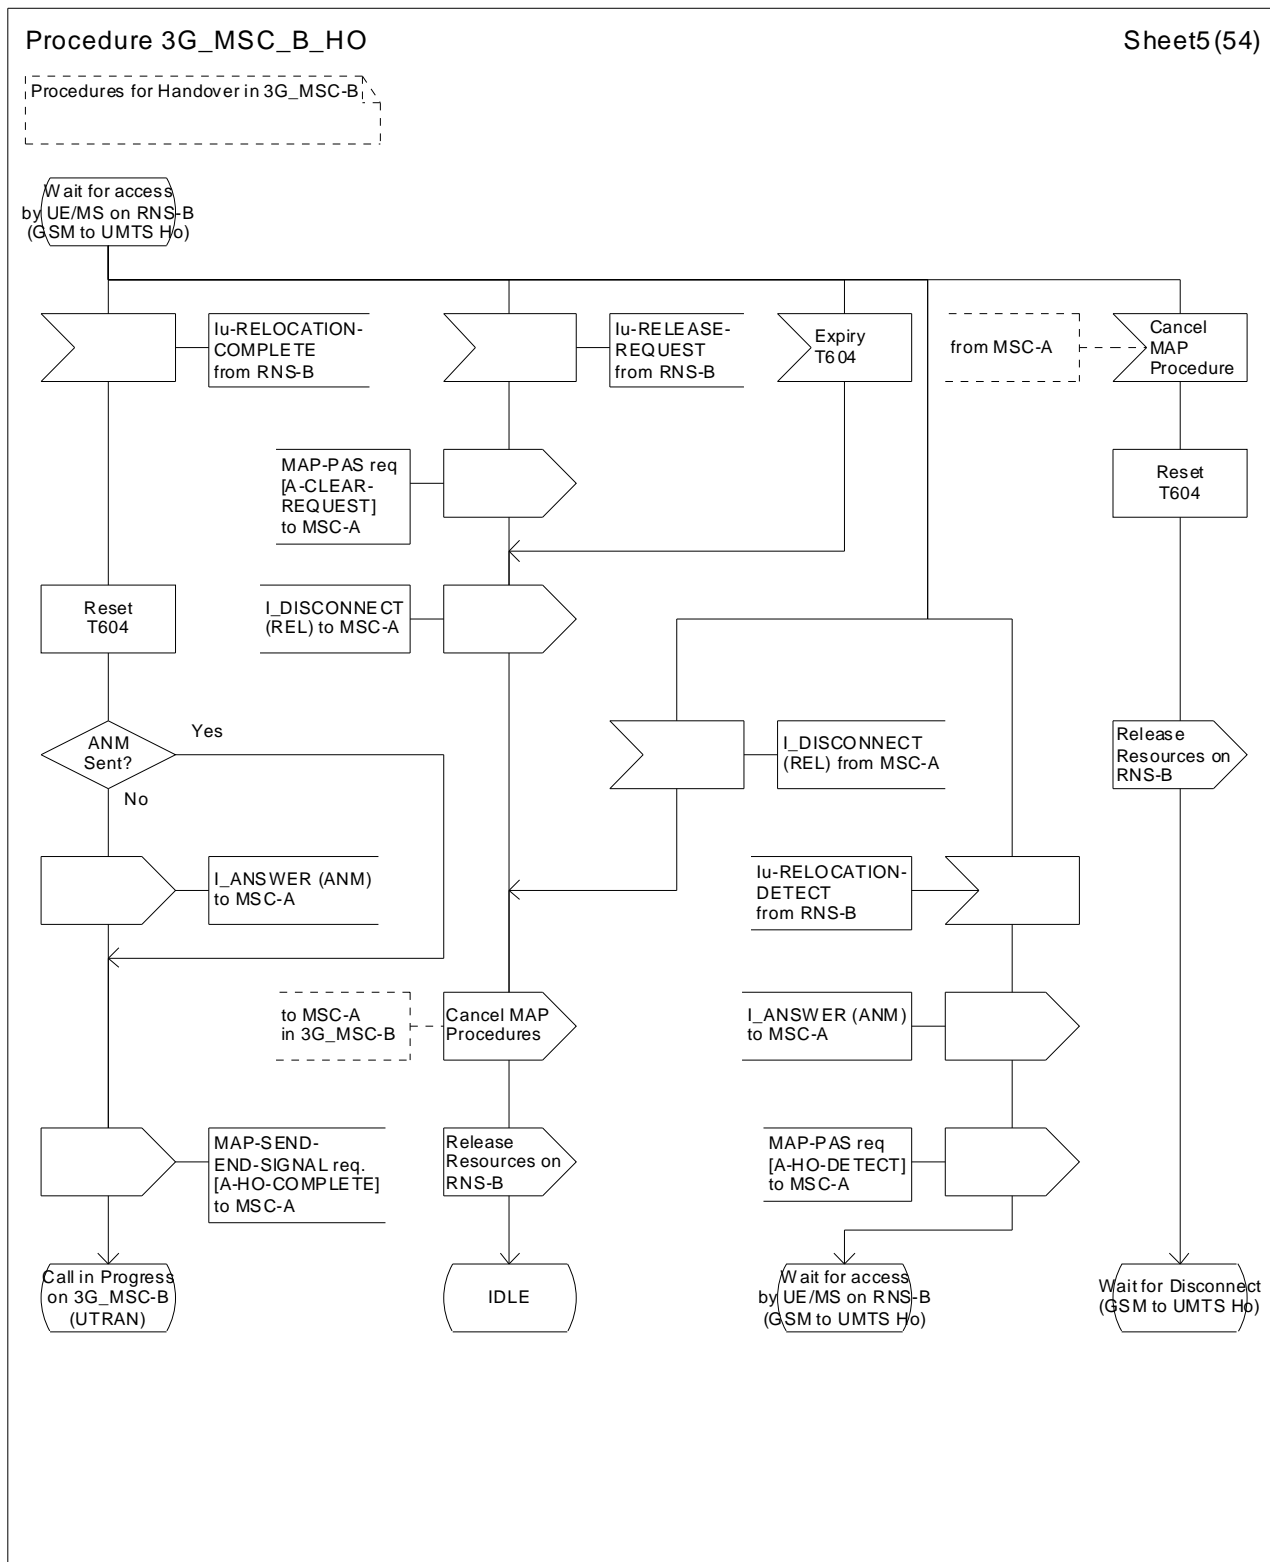 Procedure 3G_MSC_B_HO
Sheet5(54)
Procedures for Handover in 3G_MSC-B
Wait for access
by UE/MS on RNS-B
(GSM to UMTS Ho)
Iu-RELOCATION-
COMPLETE
from RNS-B
Iu-RELEASE-
REQUEST
from RNS-B
Expiry
T604
from MSC-A
Cancel
MAP
Procedure
MAP-PAS req
[A-CLEAR-
REQUEST]
to MSC-A
Reset
T604
Reset
T604
I_DISCONNECT
(REL) to MSC-A
ANM
Sent?
Yes
No
I_DISCONNECT
(REL) from MSC-A
Release
Resources on
RNS-B
I_ANSWER (ANM)
to MSC-A
Iu-RELOCATION-
DETECT
from RNS-B
to MSC-A
in 3G_MSC-B
Cancel MAP
Procedures
I_ANSWER (ANM)
to MSC-A
MAP-SEND-
END-SIGNAL req.
[A-HO-COMPLETE]
to MSC-A
Release
Resources on
RNS-B
MAP-PAS req
[A-HO-DETECT]
to MSC-A
Call in Progress
on 3G_MSC-B
(UTRAN)
IDLE
Wait for access
by UE/MS on RNS-B
(GSM to UMTS Ho)
Wait for Disconnect
(GSM to UMTS Ho)